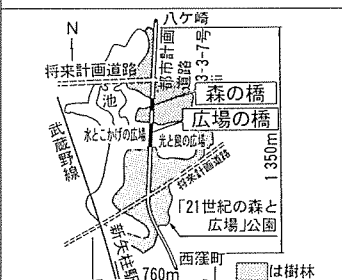 八ケ崎
N
都市計画
道路
3・3・7号
将来計画道路
池
森の橋
広場の橋
水とこかげの広場
光と風の広場
武蔵野線
将来計画道路
1 350m
「21世紀の森と
広場」公園
新矢柱駅
西窪町
760m
は樹林